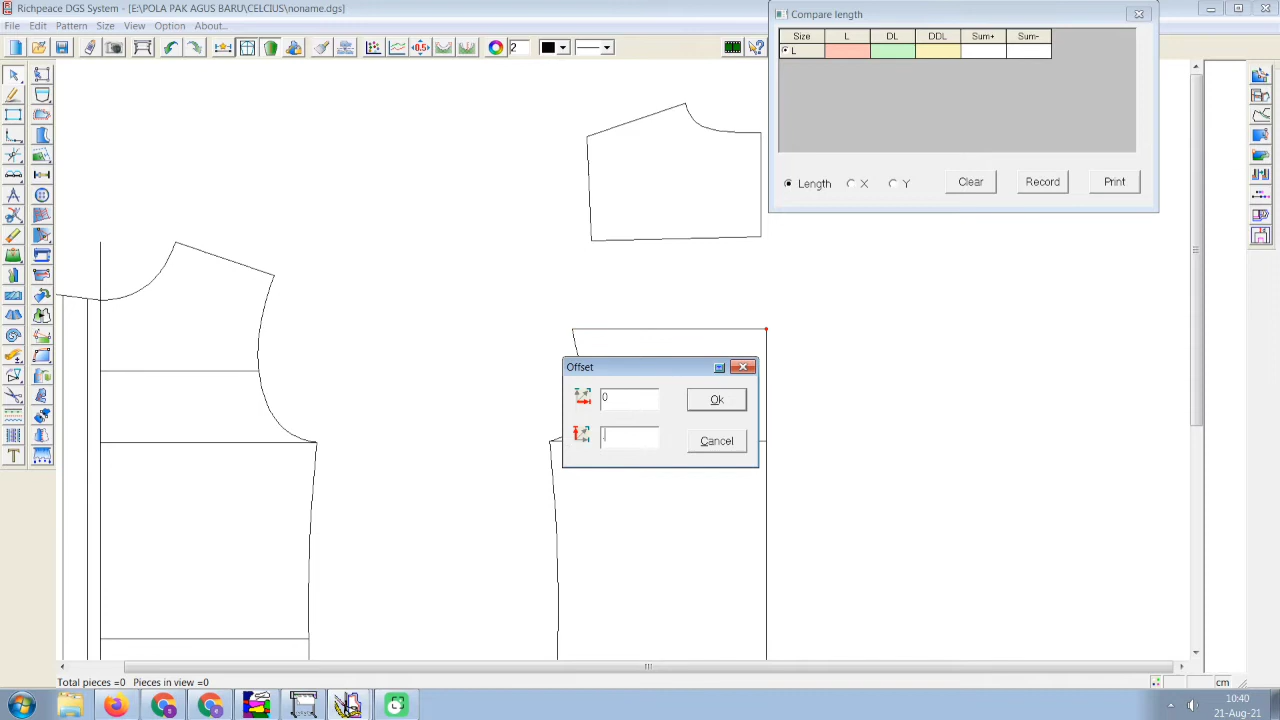 Richpeace DGS System - [E:\POLA PAK AGUS BARU\CELCIUS\noname.dgs]
File Edit Pattern Size View Option About...
2
Compare length
Size L DL DDL Sum+ Sum-
L
Length X Y Clear Record Print
Offset
0 Ok
Cancel
Total pieces =0 Pieces in view =0 cm
10:40
21-Aug-21